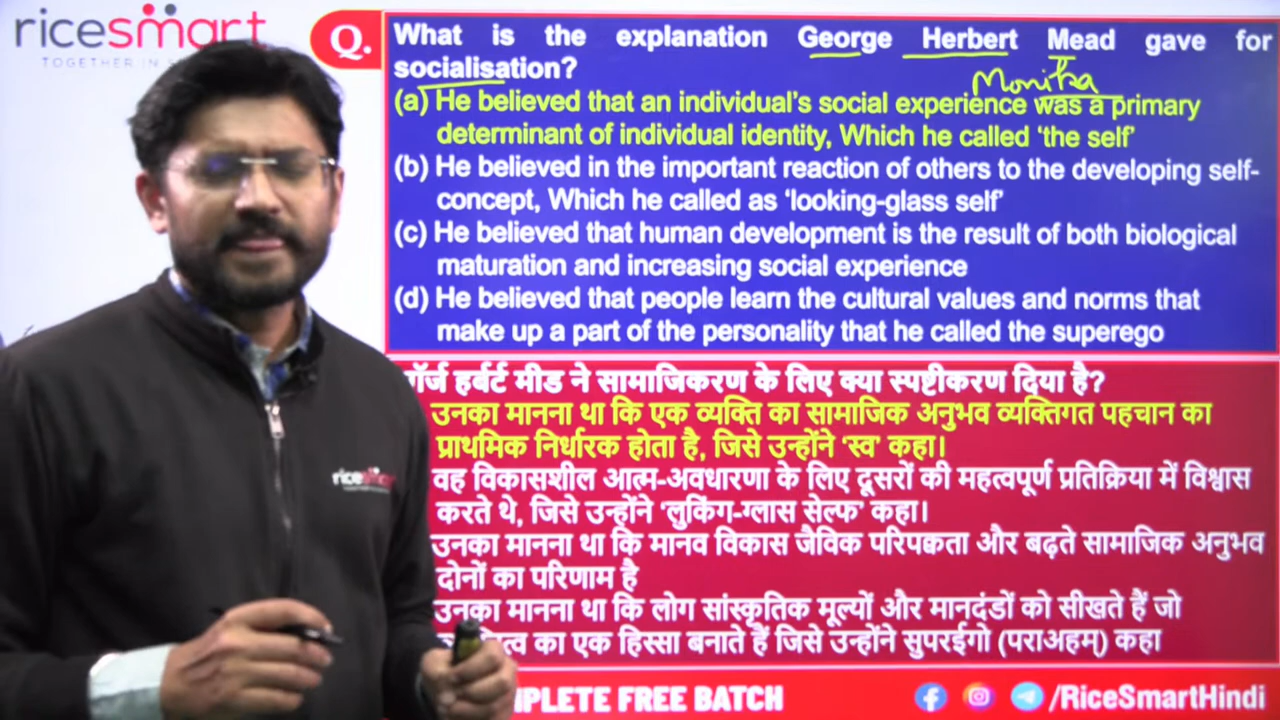 ricesmart
TOGETHER IN
Q.
What is the explanation George Herbert Mead gave for
socialisation?
Monika
(a) He believed that an individual's social experience was a primary
determinant of individual identity, Which he called 'the self'
(b) He believed in the important reaction of others to the developing self-
concept, Which he called as 'looking-glass self'
(c) He believed that human development is the result of both biological
maturation and increasing social experience
(d) He believed that people learn the cultural values and norms that
make up a part of the personality that he called the superego
हर्बर्ट मीड ने सामाजिकरण के लिए क्या स्पष्टीकरण दिया है?
उनका मानना था कि एक व्यक्ति का सामाजिक अनुभव व्यक्तिगत पहचान का
प्राथमिक निर्धारक होता है, जिसे उन्होंने 'स्व' कहा।
वह विकासशील आत्म-अवधारणा के लिए दूसरों की महत्वपूर्ण प्रतिक्रिया में विश्वास
करते थे, जिसे उन्होंने 'लुकिंग-ग्लास सेल्फ' कहा।
उनका मानना था कि मानव विकास जैविक परिपक्वता और बढ़ते सामाजिक अनुभव
दोनों का परिणाम है
उनका मानना था कि लोग सांस्कृतिक मूल्यों और मानदंडों को सीखते हैं जो
का एक हिस्सा बनाते हैं जिसे उन्होंने सुपरईगो (पराअहम्) कहा
ricesmart
MPLETE FREE BATCH
/RiceSmartHindi